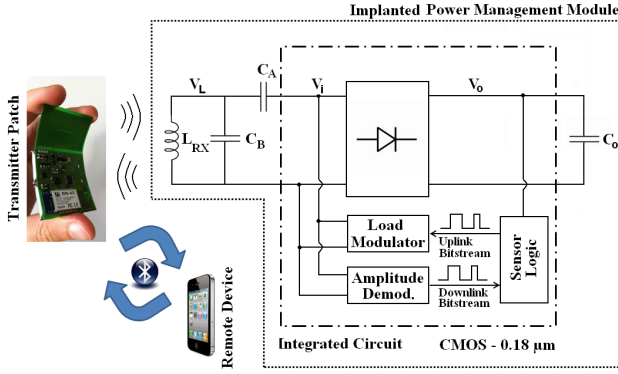 Implanted Power Management Module
Transmitter Patch
V_L
C_A
V_i
V_o
L_RX
C_B
C_o
Load
Modulator
Uplink
Bitstream
Amplitude
Demod.
Downlink
Bitstream
Sensor
Logic
Remote Device
Integrated Circuit
CMOS - 0.18 µm